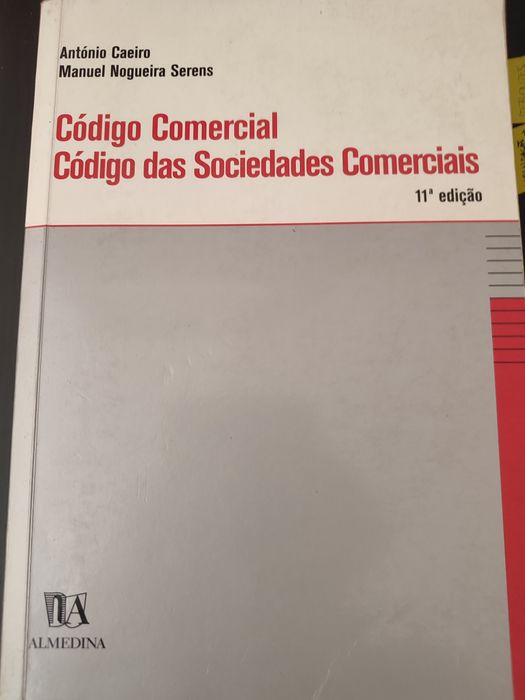 António Caeiro
Manuel Nogueira Serens
Código Comercial
Código das Sociedades Comerciais
11ª edição
ALMEDINA